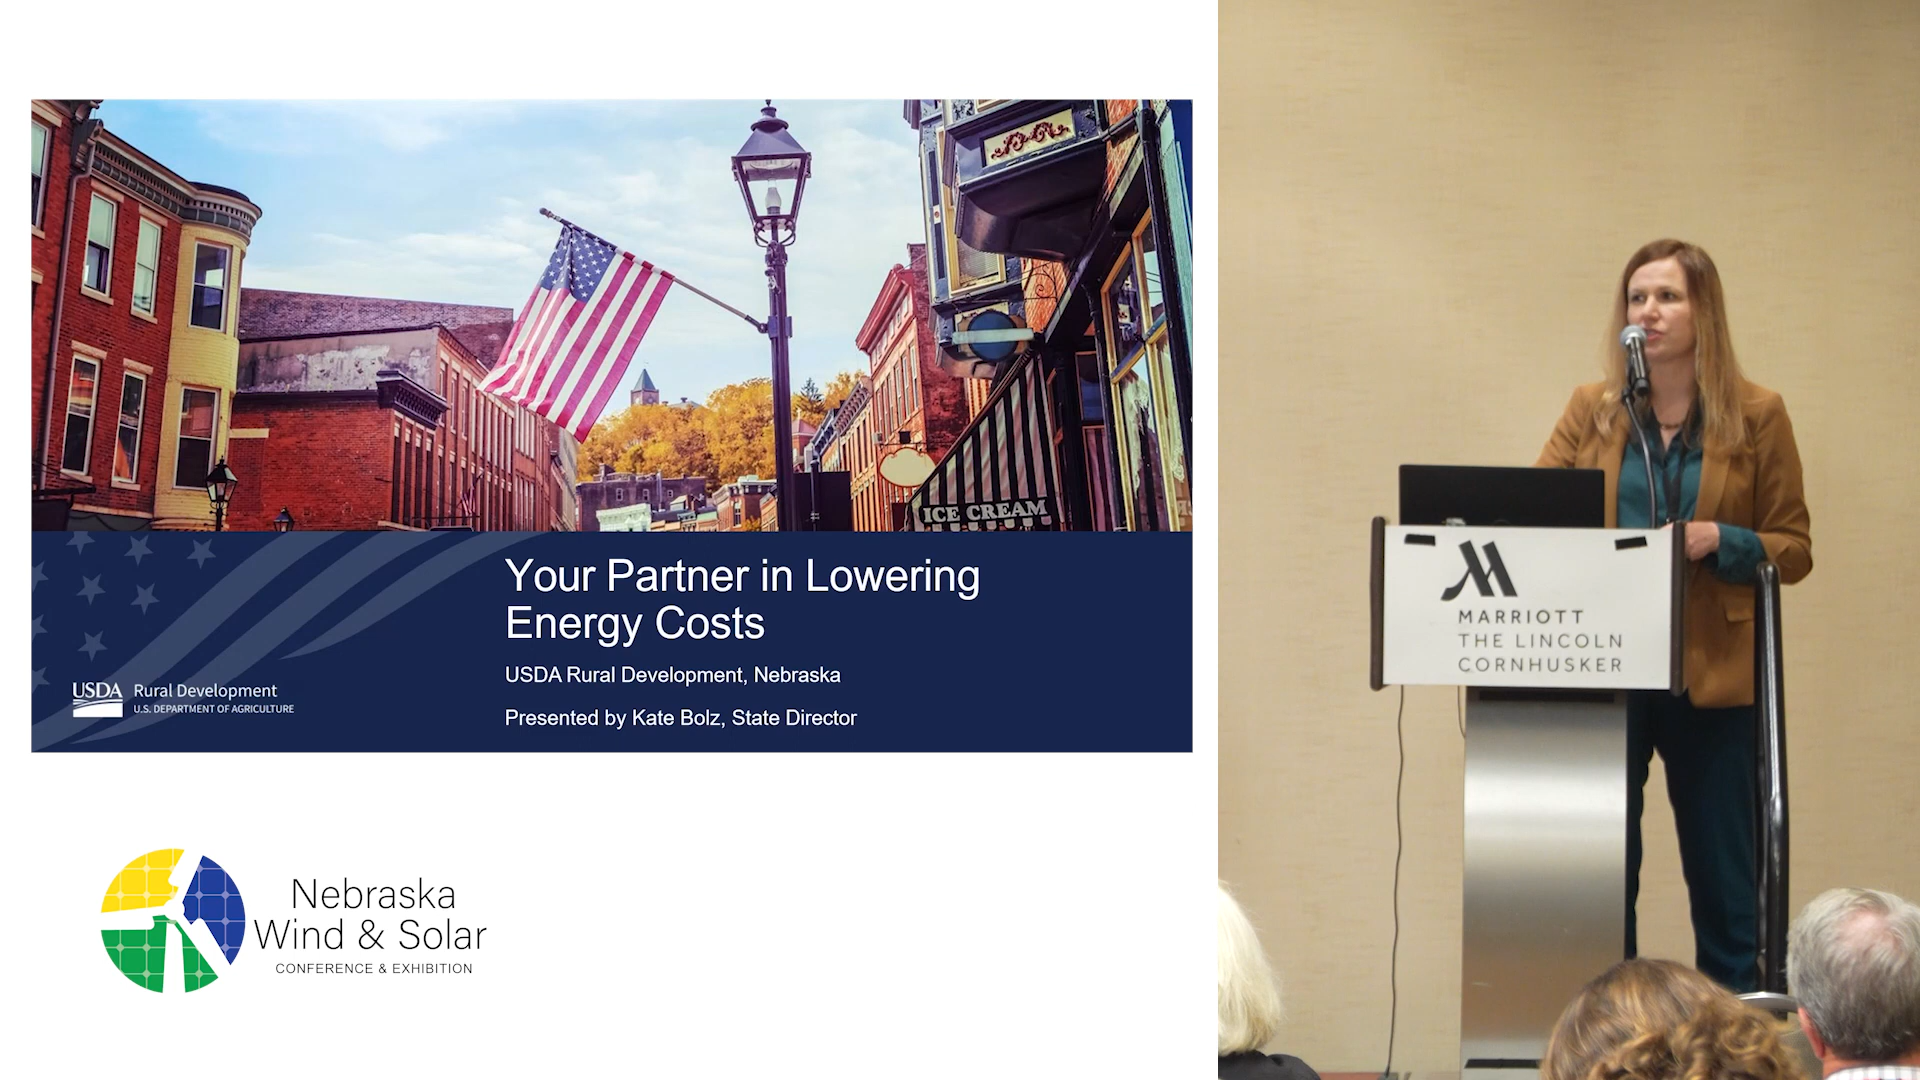 ICE CREAM
Your Partner in Lowering
Energy Costs
USDA Rural Development, Nebraska
Presented by Kate Bolz, State Director
USDA Rural Development
U.S. DEPARTMENT OF AGRICULTURE
Nebraska
Wind & Solar
CONFERENCE & EXHIBITION
MARRIOTT
THE LINCOLN
CORNHUSKER